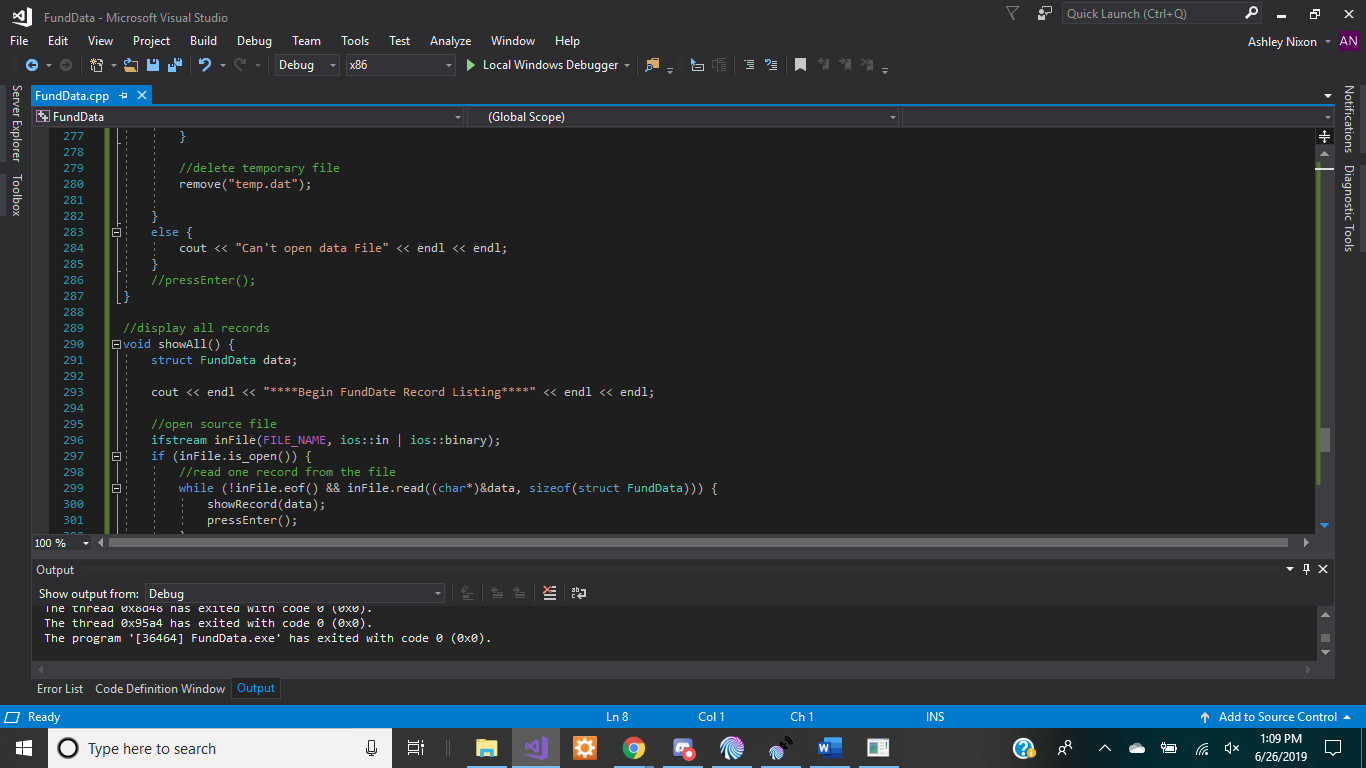 FundData - Microsoft Visual Studio
Quick Launch (Ctrl+Q)
File Edit View Project Build Debug Team Tools Test Analyze Window Help
Ashley Nixon AN
Debug x86 Local Windows Debugger
Server Explorer
Toolbox
Notifications
Diagnostic Tools
FundData.cpp
FundData (Global Scope)
277 }
278
279 //delete temporary file
280 remove("temp.dat");
281
282 }
283 else {
284 cout << "Can't open data File" << endl << endl;
285 }
286 //pressEnter();
287 }
288
289 //display all records
290 void showAll() {
291 struct FundData data;
292
293 cout << endl << "****Begin FundDate Record Listing****" << endl << endl;
294
295 //open source file
296 ifstream inFile(FILE_NAME, ios::in | ios::binary);
297 if (inFile.is_open()) {
298 //read one record from the file
299 while (!inFile.eof() && inFile.read((char*)&data, sizeof(struct FundData))) {
300 showRecord(data);
301 pressEnter();
100 %
Output
Show output from: Debug
The thread 0x8d48 has exited with code 0 (0x0).
The thread 0x95a4 has exited with code 0 (0x0).
The program '[36464] FundData.exe' has exited with code 0 (0x0).
Error List Code Definition Window Output
Ready Ln 8 Col 1 Ch 1 INS Add to Source Control
Type here to search
1:09 PM
6/26/2019